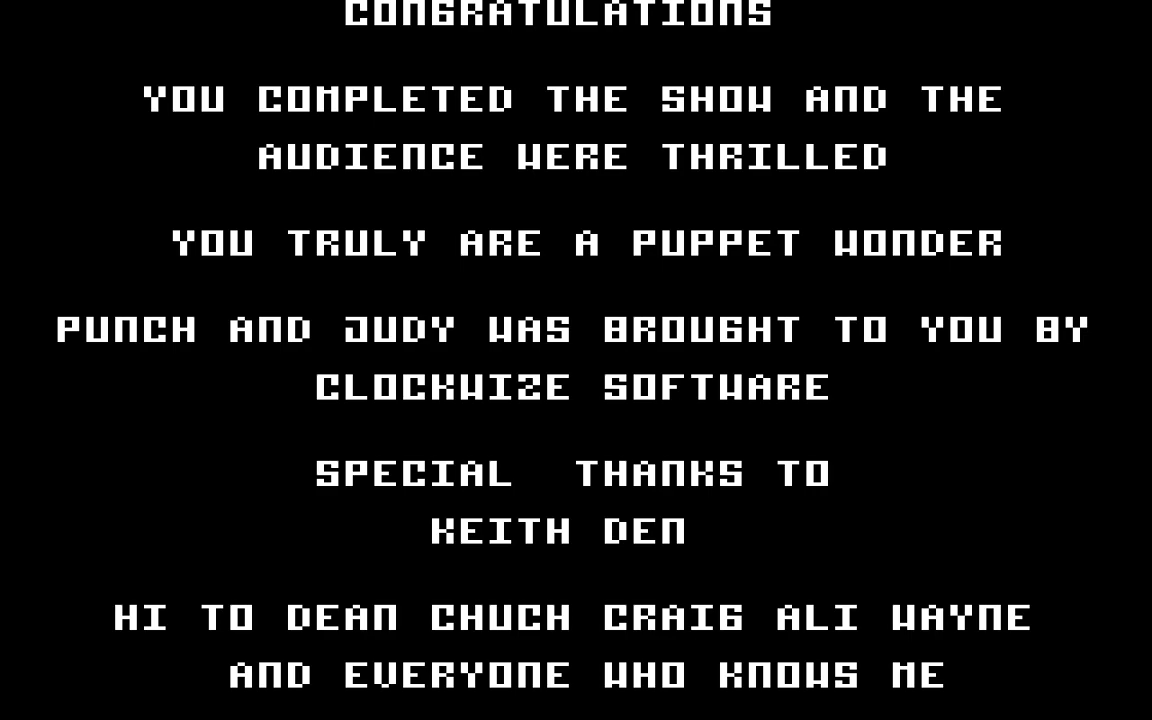 CONGRATULATIONS
YOU COMPLETED THE SHOW AND THE
AUDIENCE WERE THRILLED
YOU TRULY ARE A PUPPET WONDER
PUNCH AND JUDY WAS BROUGHT TO YOU BY
CLOCKWIZE SOFTWARE
SPECIAL THANKS TO
KEITH DEN
HI TO DEAN CHUCH CRAIG ALI WAYNE
AND EVERYONE WHO KNOWS ME